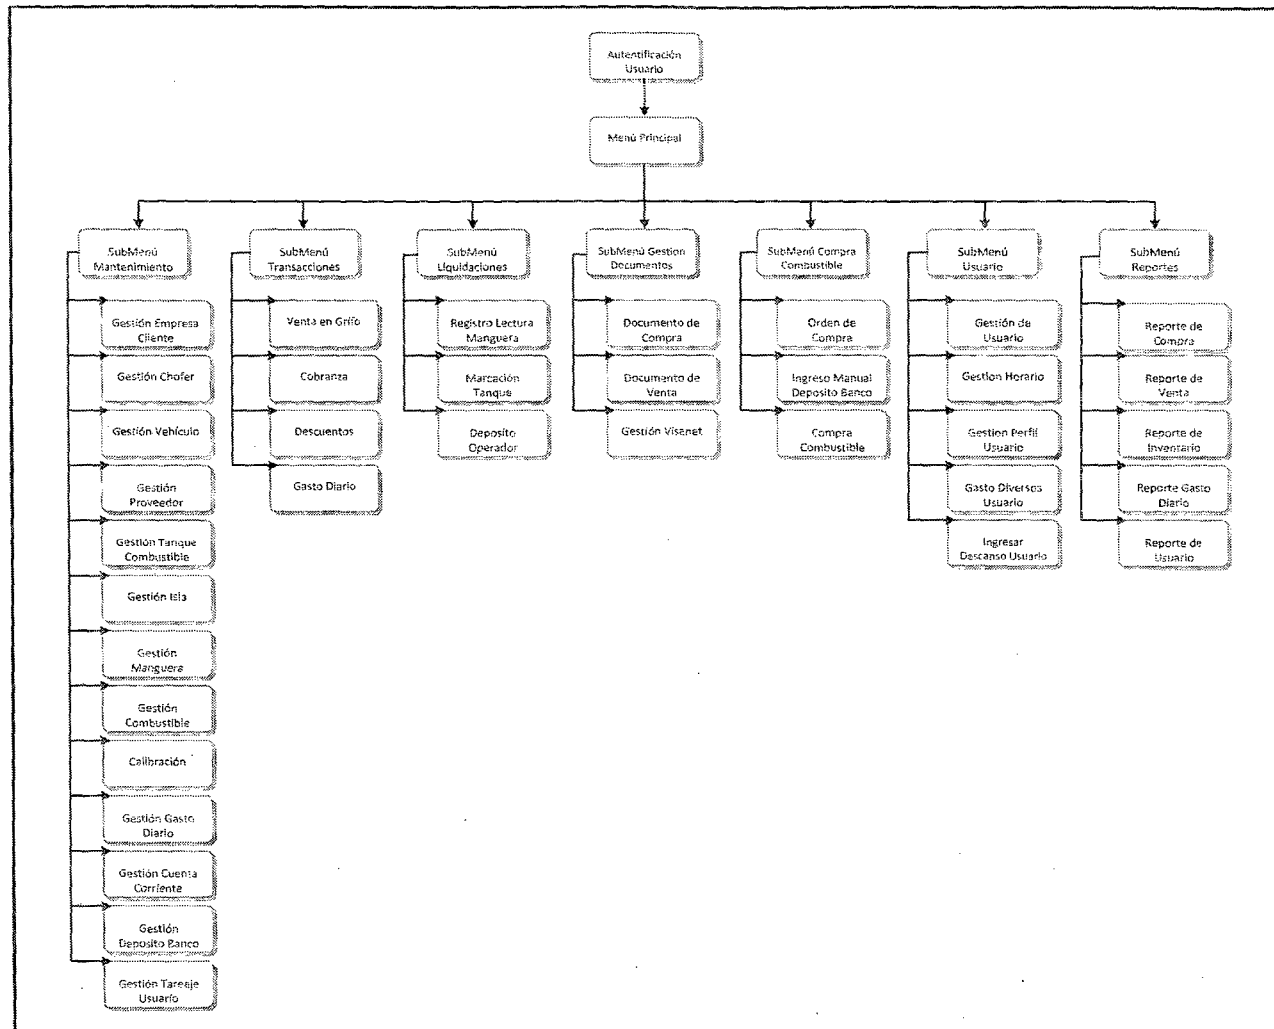 Autentificación
Usuario
Menú Principal
SubMenú
Mantenimiento
Gestión Empresa
Cliente
Gestión Chofer
Gestión Vehículo
Gestión
Proveedor
Gestión Tanque
Combustible
Gestión Isla
Gestión
Manguera
Gestión
Combustible
Calibración
Gestión Gasto
Diario
Gestión Cuenta
Corriente
Gestión
Deposito Banco
Gestión Tareaje
Usuario
SubMenú
Transacciones
Venta en Grifo
Cobranza
Descuentos
Gasto Diario
SubMenú
Liquidaciones
Registro Lectura
Manguera
Marcación
Tanque
Deposito
Operador
SubMenú Gestion
Documentos
Documento de
Compra
Documento de
Venta
Gestión Visanet
SubMenú Compra
Combustible
Orden de
Compra
Ingreso Manual
Deposito Banco
Compra
Combustible
SubMenú
Usuario
Gestión de
Usuario
Gestion Horario
Gestion Perfil
Usuario
Gasto Diversos
Usuario
Ingresar
Descanso Usuario
SubMenú
Reportes
Reporte de
Compra
Reporte de
Venta
Reporte de
Inventario
Reporte Gasto
Diario
Reporte de
Usuario